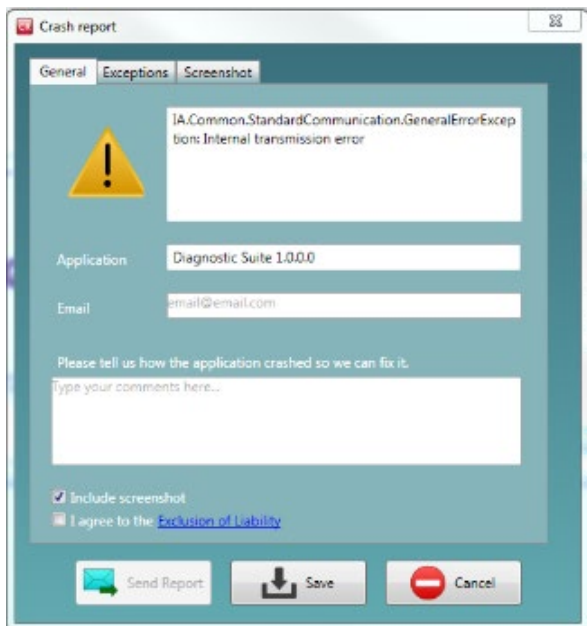 Crash report
General Exceptions Screenshot
IA.Common.StandardCommunication.GeneralErrorExcep
tion: Internal transmission error
Application Diagnostic Suite 1.0.0.0
Email email@email.com
Please tell us how the application crashed so we can fix it.
Type your comments here...
Include screenshot
I agree to the Exclusion of Liability
Send Report Save Cancel